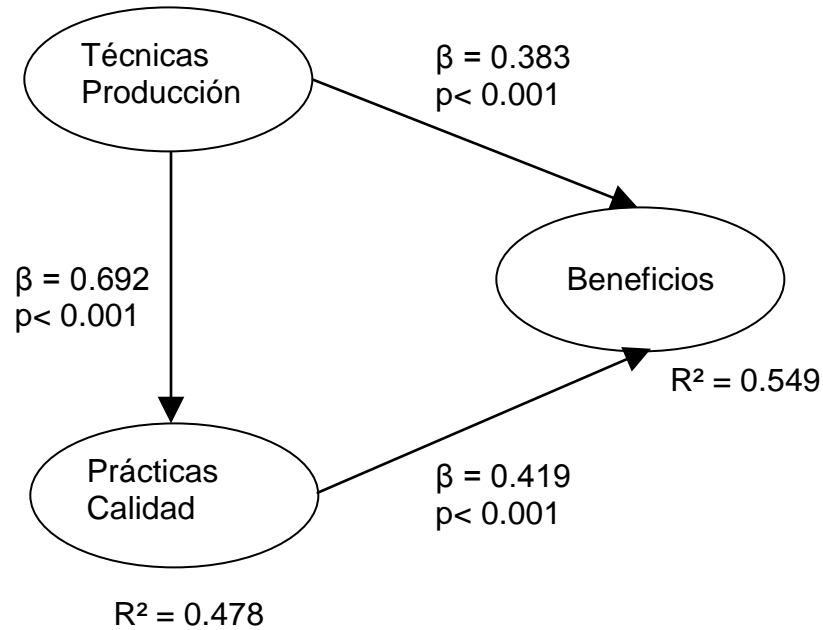 Técnicas
Producción
β = 0.383
p< 0.001
β = 0.692
p< 0.001
Beneficios
R² = 0.549
Prácticas
Calidad
β = 0.419
p< 0.001
R² = 0.478